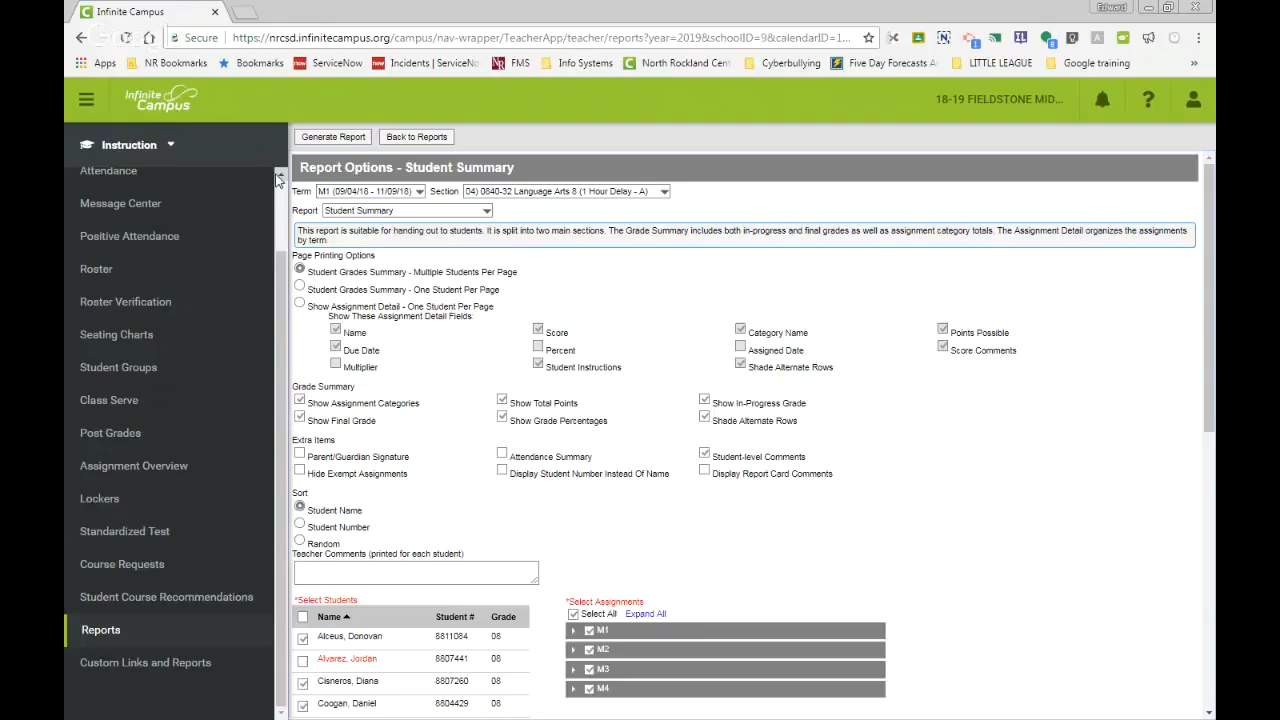 Infinite Campus
Edward
Secure https://nrcsd.infinitecampus.org/campus/nav-wrapper/TeacherApp/teacher/reports?year=2019&schoolID=9&calendarID=1...
Apps NR Bookmarks Bookmarks ServiceNow Incidents | ServiceNo FMS Info Systems North Rockland Cent Cyberbullying Five Day Forecasts A LITTLE LEAGUE Google training »
Infinite Campus 18-19 FIELDSTONE MID...
Instruction
Attendance
Message Center
Positive Attendance
Roster
Roster Verification
Seating Charts
Student Groups
Class Serve
Post Grades
Assignment Overview
Lockers
Standardized Test
Course Requests
Student Course Recommendations
Reports
Custom Links and Reports
Generate Report Back to Reports
Report Options - Student Summary
Term M1 (09/04/18 - 11/09/18) Section 04) 0840-32 Language Arts 8 (1 Hour Delay - A)
Report Student Summary
This report is suitable for handing out to students. It is split into two main sections. The Grade Summary includes both in-progress and final grades as well as assignment category totals. The Assignment Detail organizes the assignments
by term.
Page Printing Options
Student Grades Summary - Multiple Students Per Page
Student Grades Summary - One Student Per Page
Show Assignment Detail - One Student Per Page
Show These Assignment Detail Fields:
Name Score Category Name Points Possible
Due Date Percent Assigned Date Score Comments
Multiplier Student Instructions Shade Alternate Rows
Grade Summary
Show Assignment Categories Show Total Points Show In-Progress Grade
Show Final Grade Show Grade Percentages Shade Alternate Rows
Extra Items
Parent/Guardian Signature Attendance Summary Student-level Comments
Hide Exempt Assignments Display Student Number Instead Of Name Display Report Card Comments
Sort
Student Name
Student Number
Random
Teacher Comments (printed for each student)
*Select Students *Select Assignments
Select All Expand All
Name Student # Grade
Alceus, Donovan 8811084 08
Alvarez, Jordan 8807441 08
Cisneros, Diana 8807260 08
Coogan, Daniel 8804429 08
M1
M2
M3
M4